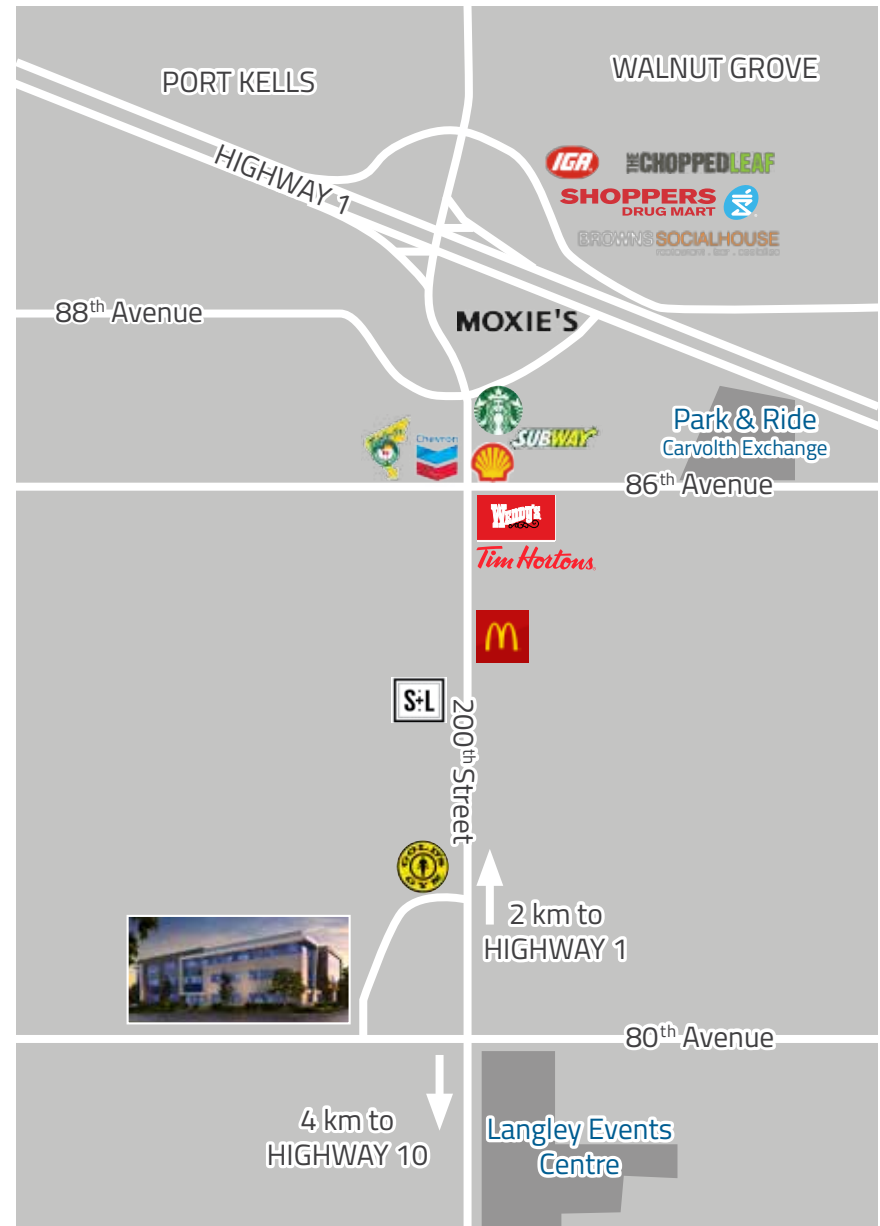 PORT KELLS
WALNUT GROVE
HIGHWAY 1
IGA
THE CHOPPED LEAF
SHOPPERS
DRUG MART
BROWNS SOCIALHOUSE
88th Avenue
MOXIE'S
Chevron
SUBWAY
Park & Ride
Carvolth Exchange
86th Avenue
WENDY'S
Tim Hortons
S+L
200th Street
GOLD'S
GYM
2 km to
HIGHWAY 1
80th Avenue
4 km to
HIGHWAY 10
Langley Events
Centre